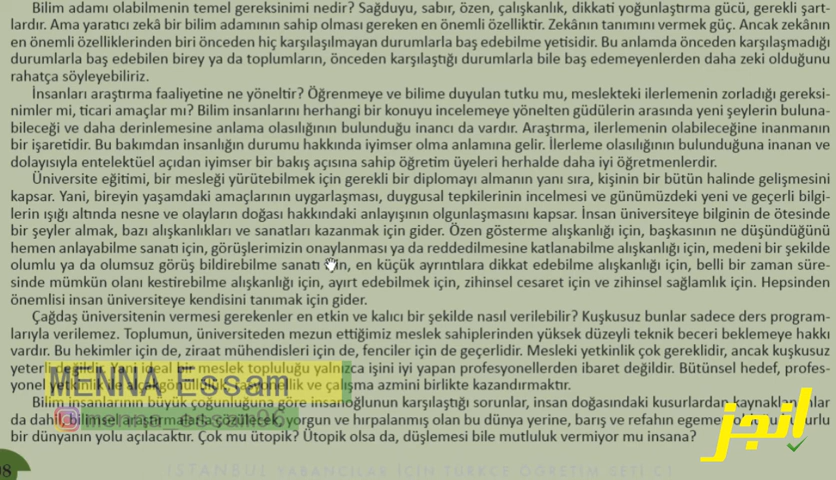 Bilim adamı olabilmenin temel gereksinimi nedir? Sağduyu, sabır, özen, çalışkanlık, dikkati yoğunlaştırma gücü, gerekli şart-
lardır. Ama yaratıcı zekâ bir bilim adamının sahip olması gereken en önemli özelliktir. Zekânın tanımını vermek güç. Ancak zekânın
en önemli özelliklerinden biri önceden hiç karşılaşılmayan durumlarla baş edebilme yetisidir. Bu anlamda önceden karşılaşmadığı
durumlarla baş edebilen birey ya da toplumların, önceden karşılaştığı durumlarla bile baş edemeyenlerden daha zeki olduğunu
rahatça söyleyebiliriz.
İnsanları araştırma faaliyetine ne yöneltir? Öğrenmeye ve bilime duyulan tutku mu, meslekteki ilerlemenin zorladığı gereksi-
nimler mi, ticari amaçlar mı? Bilim insanlarını herhangi bir konuyu incelemeye yönelten güdülerin arasında yeni şeylerin buluna-
bileceği ve daha derinlemesine anlama olasılığının bulunduğu inancı da vardır. Araştırma, ilerlemenin olabileceğine inanmanın
bir işaretidir. Bu bakımdan insanlığın durumu hakkında iyimser olma anlamına gelir. İlerleme olasılığının bulunduğuna inanan ve
dolayısıyla entelektüel açıdan iyimser bir bakış açısına sahip öğretim üyeleri herhalde daha iyi öğretmenlerdir.
Üniversite eğitimi, bir mesleği yürütebilmek için gerekli bir diplomayı almanın yanı sıra, kişinin bir bütün halinde gelişmesini
kapsar. Yani, bireyin yaşamdaki amaçlarının uygarlaşması, duygusal tepkilerinin incelmesi ve günümüzdeki yeni ve geçerli bilgi-
lerin ışığı altında nesne ve olayların doğası hakkındaki anlayışının olgunlaşmasını kapsar. İnsan üniversiteye bilginin de ötesinde
bir şeyler almak, bazı alışkanlıkları ve sanatları kazanmak için gider. Özen gösterme alışkanlığı için, başkasının ne düşündüğünü
hemen anlayabilme sanatı için, görüşlerimizin onaylanması ya da reddedilmesine katlanabilme alışkanlığı için, medeni bir şekilde
olumlu ya da olumsuz görüş bildirebilme sanatı için, en küçük ayrıntılara dikkat edebilme alışkanlığı için, belli bir zaman süre-
sinde mümkün olanı kestirebilme alışkanlığı için, ayırt edebilmek için, zihinsel cesaret için ve zihinsel sağlamlık için. Hepsinden
önemlisi insan üniversiteye kendisini tanımak için gider.
Çağdaş üniversitenin vermesi gerekenler en etkin ve kalıcı bir şekilde nasıl verilebilir? Kuşkusuz bunlar sadece ders program-
larıyla verilemez. Toplumun, üniversiteden mezun ettiğimiz meslek sahiplerinden yüksek düzeyli teknik beceri beklemeye hakkı
vardır. Bu hekimler için de, ziraat mühendisleri için de, fenciler için de geçerlidir. Mesleki yetkinlik çok gereklidir, ancak kuşkusuz
yeterli değildir. ideal bir meslek topluluğu yalnızca işini iyi yapan profesyonellerden ibaret değildir. Bütünsel hedef, profes-
yonel ve çalışma azmini birlikte kazandırmaktır.
MENNA Essam
Bilim insanlarının büyük çoğunluğuna göre insanoğlunun karşılaştığı sorunlar, insan doğasındaki kusurlardan kaynaklananlar
da dahil, bilimsel araştırmalarla çözülecek, yorgun ve hırpalanmış olan bu dünya yerine, barış ve refahın egemen
bir dünyanın yolu açılacaktır. Çok mu ütopik? Ütopik olsa da, düşlemesi bile mutluluk vermiyor mu insana?
انجز
İSTANBUL YABANCILAR İÇİN TÜRKÇE ÖĞRETİM SETİ C1